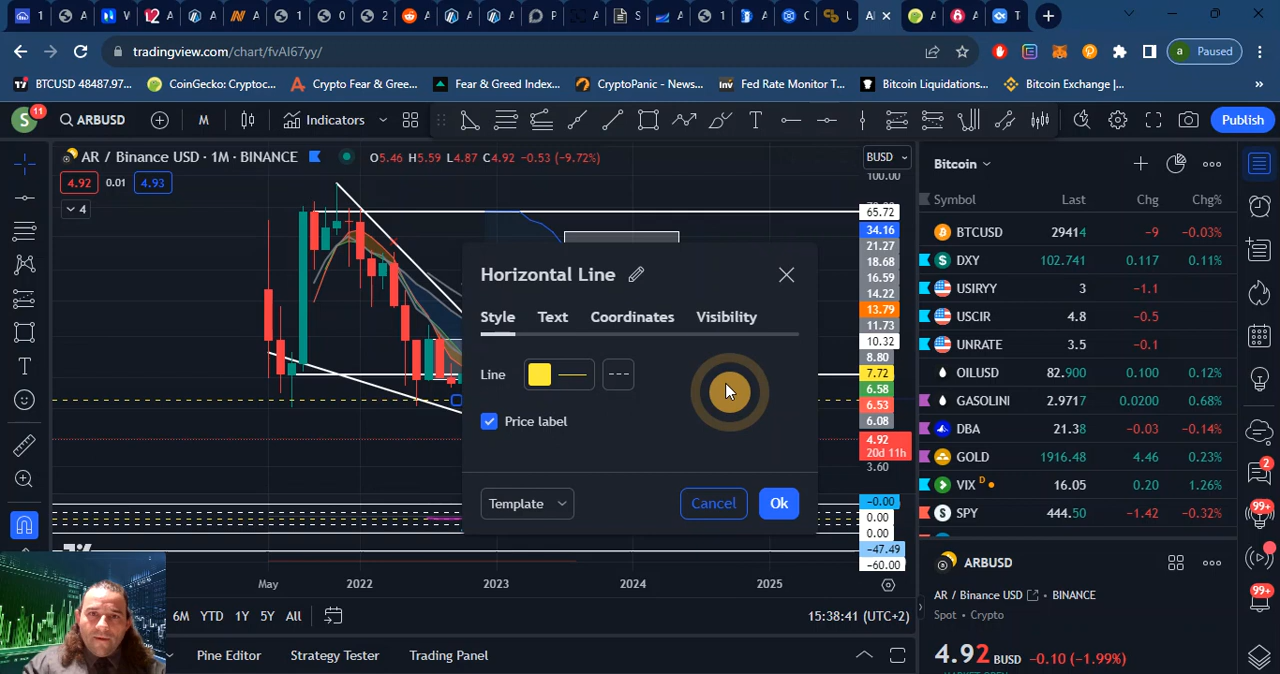 tradingview.com/chart/fvAI67yy/
a Paused
BTCUSD 48487.97...
CoinGecko: Cryptoc...
Crypto Fear & Gree...
Fear & Greed Index...
CryptoPanic - News...
Fed Rate Monitor T...
Bitcoin Liquidations...
Bitcoin Exchange |...
»
S 11
ARBUSD
M
Indicators
Publish
AR / Binance USD · 1M · BINANCE
O5.46 H5.59 L4.87 C4.92 −0.53 (−9.72%)
BUSD
4.92 0.01 4.93
4
100.00
65.72
34.16
21.27
18.68
16.59
14.22
13.79
11.73
10.32
8.80
7.72
6.58
6.53
6.08
4.92
20d 11h
3.60
−0.00
0.00
0.00
−47.49
−60.00
Horizontal Line
Style Text Coordinates Visibility
Line
Price label
Template
Cancel
Ok
May 2022 2023 2024 2025
6M YTD 1Y 5Y All
15:38:41 (UTC+2)
Pine Editor Strategy Tester Trading Panel
Bitcoin
Symbol Last Chg Chg%
BTCUSD 29414 −9 −0.03%
DXY 102.741 0.117 0.11%
USIRYY 3 −0.1
USCIR 4.8 −0.5
UNRATE 3.5 −0.1
OILUSD 82.900 0.100 0.12%
GASOLINI 2.9717 0.0200 0.68%
DBA 21.38 −0.03 −0.14%
GOLD 1916.48 4.46 0.23%
VIX D 16.05 0.20 1.26%
SPY 444.50 −1.42 −0.32%
ARBUSD
AR / Binance USD • BINANCE
Spot • Crypto
4.92 BUSD −0.10 (−1.99%)
2
99+
99+